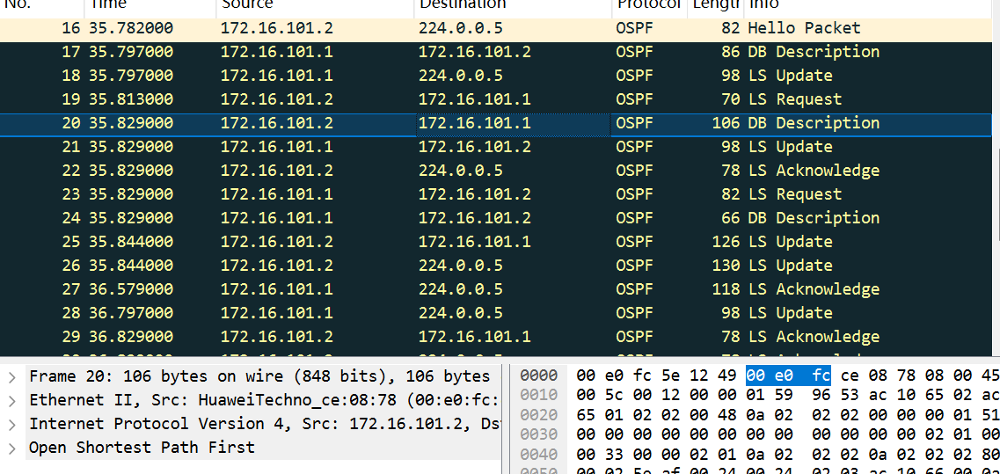 No. Time Source Destination Protocol Length Info
16 35.782000 172.16.101.2 224.0.0.5 OSPF 82 Hello Packet
17 35.797000 172.16.101.1 172.16.101.2 OSPF 86 DB Description
18 35.797000 172.16.101.1 224.0.0.5 OSPF 98 LS Update
19 35.813000 172.16.101.2 172.16.101.1 OSPF 70 LS Request
20 35.829000 172.16.101.2 172.16.101.1 OSPF 106 DB Description
21 35.829000 172.16.101.1 172.16.101.2 OSPF 98 LS Update
22 35.829000 172.16.101.2 224.0.0.5 OSPF 78 LS Acknowledge
23 35.829000 172.16.101.1 172.16.101.2 OSPF 82 LS Request
24 35.829000 172.16.101.1 172.16.101.2 OSPF 66 DB Description
25 35.844000 172.16.101.2 172.16.101.1 OSPF 126 LS Update
26 35.844000 172.16.101.2 224.0.0.5 OSPF 130 LS Update
27 36.579000 172.16.101.1 224.0.0.5 OSPF 118 LS Acknowledge
28 36.797000 172.16.101.1 224.0.0.5 OSPF 98 LS Update
29 36.829000 172.16.101.2 172.16.101.1 OSPF 78 LS Acknowledge
Frame 20: 106 bytes on wire (848 bits), 106 bytes
Ethernet II, Src: HuaweiTechno_ce:08:78 (00:e0:fc:
Internet Protocol Version 4, Src: 172.16.101.2, Ds
Open Shortest Path First
0000 00 e0 fc 5e 12 49 00 e0 fc ce 08 78 08 00 45
0010 00 5c 00 12 00 00 01 59 96 53 ac 10 65 02 ac
0020 65 01 02 02 00 48 0a 02 02 02 00 00 00 01 51
0030 00 00 00 00 00 00 00 00 00 00 00 00 02 01 00
0040 00 33 00 00 02 01 0a 02 02 02 0a 02 02 02 80
0050 00 02 5e af 00 24 00 24 02 03 ac 10 66 00 0a